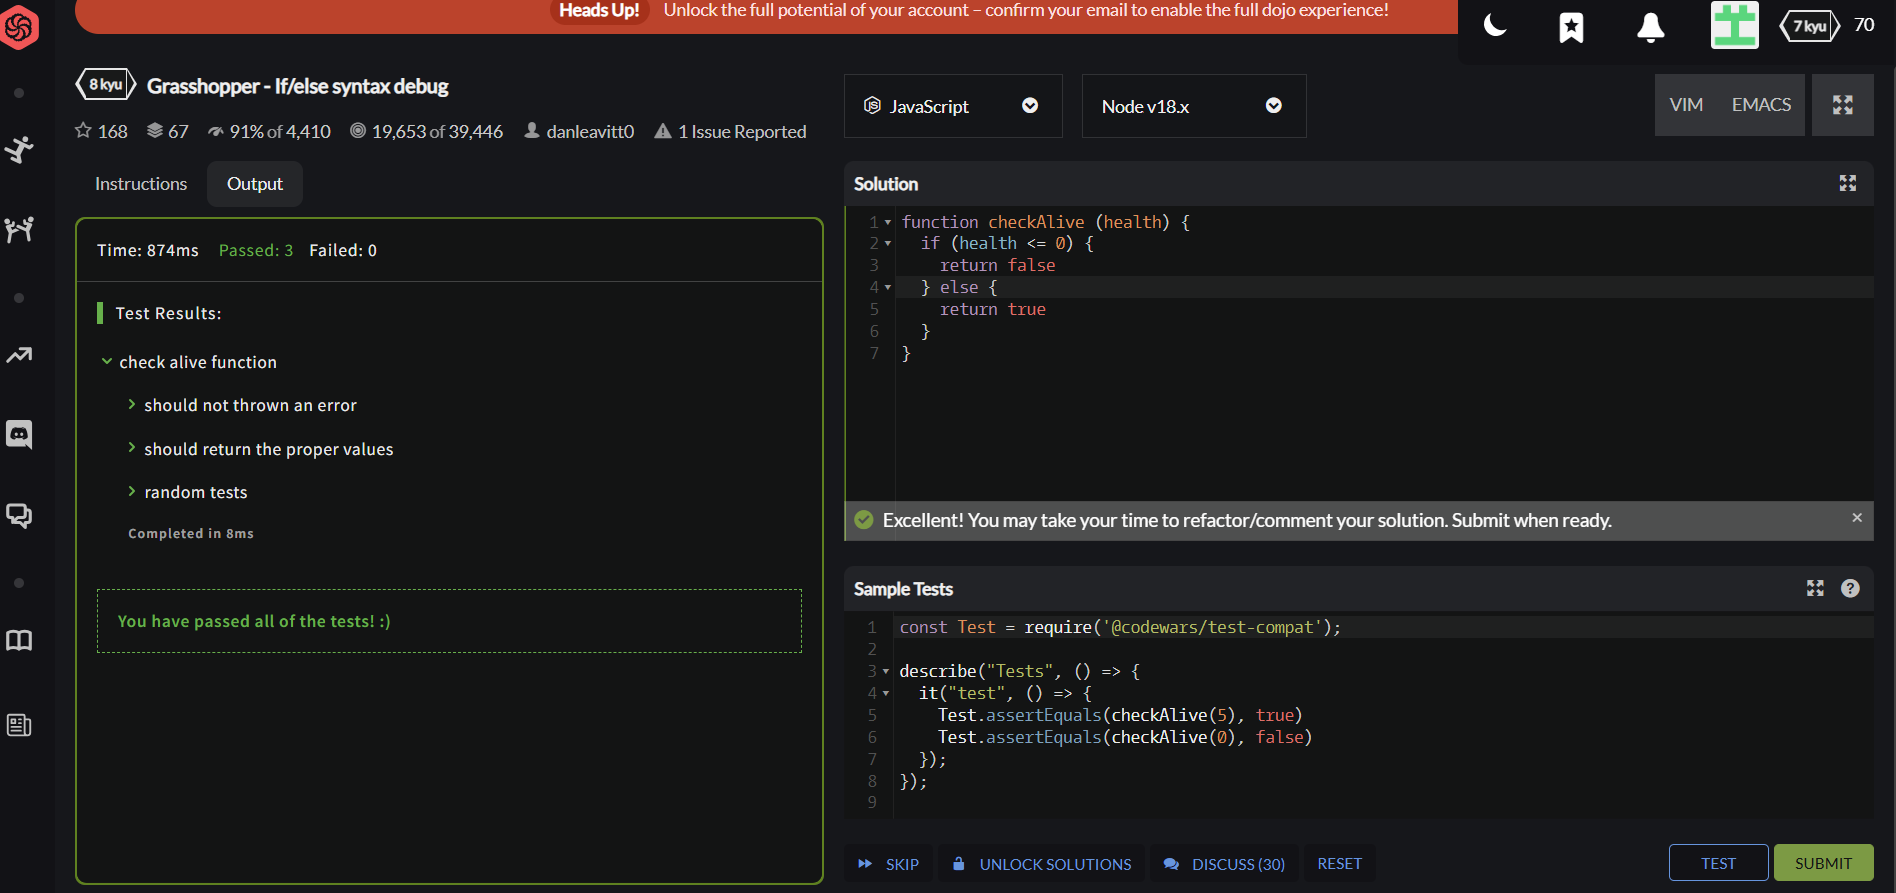 Heads Up! Unlock the full potential of your account – confirm your email to enable the full dojo experience!
7 kyu 70
8 kyu Grasshopper - If/else syntax debug
168 67 91% of 4,410 19,653 of 39,446 danleavitt0 1 Issue Reported
JavaScript
Node v18.x
VIM EMACS
Instructions Output
Time: 874ms Passed: 3 Failed: 0
Test Results:
check alive function
should not thrown an error
should return the proper values
random tests
Completed in 8ms
You have passed all of the tests! :)
Solution
1 function checkAlive (health) {
2 if (health <= 0) {
3 return false
4 } else {
5 return true
6 }
7 }
Excellent! You may take your time to refactor/comment your solution. Submit when ready. ×
Sample Tests
?
1 const Test = require('@codewars/test-compat');
2
3 describe("Tests", () => {
4 it("test", () => {
5 Test.assertEquals(checkAlive(5), true)
6 Test.assertEquals(checkAlive(0), false)
7 });
8 });
9
SKIP UNLOCK SOLUTIONS DISCUSS (30) RESET TEST SUBMIT